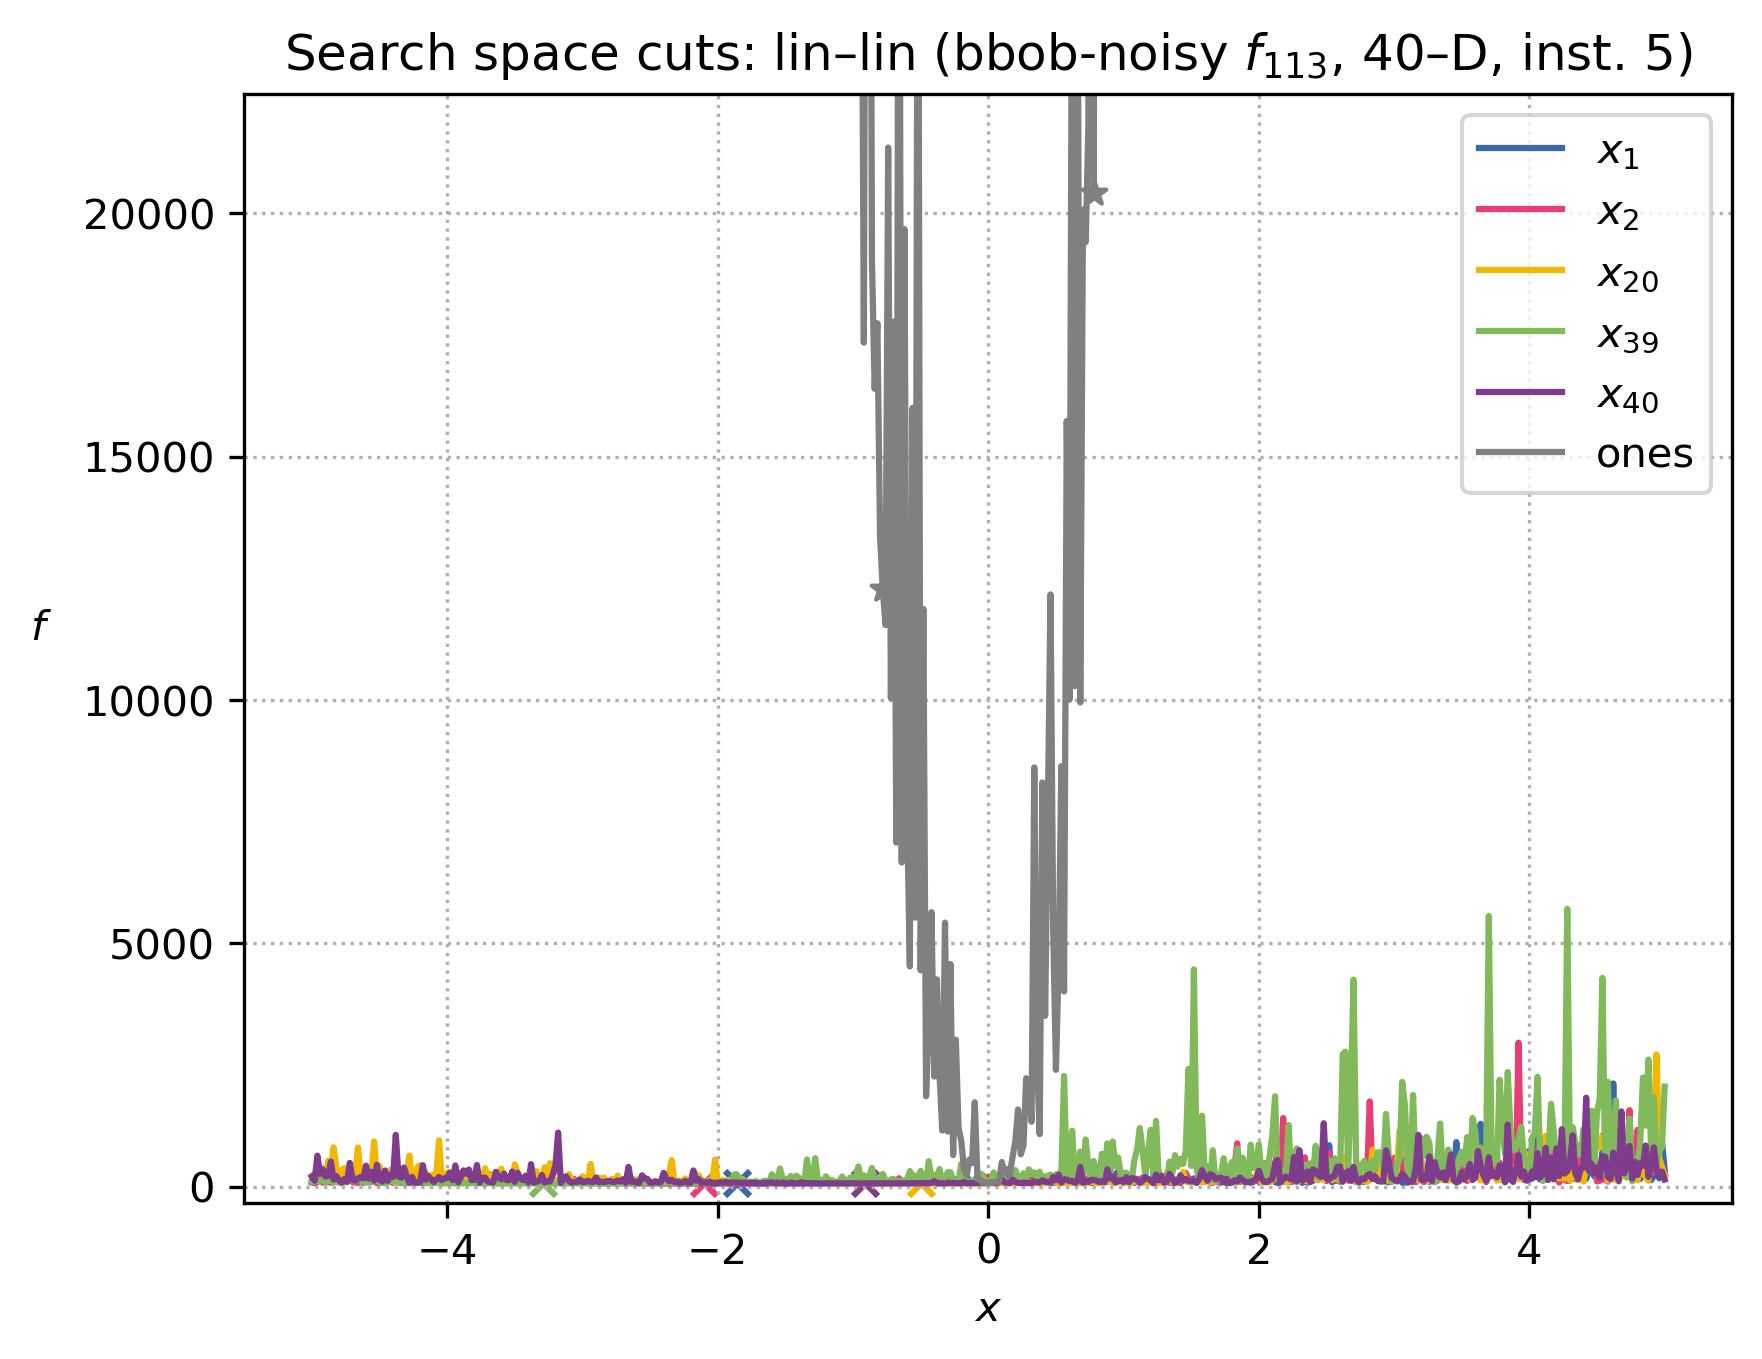 Search space cuts: lin–lin (bbob-noisy f₁₁₃, 40–D, inst. 5)
x₁
x₂
x₂₀
x₃₉
x₄₀
ones
20000
15000
10000
5000
0
f
−4 −2 0 2 4
x